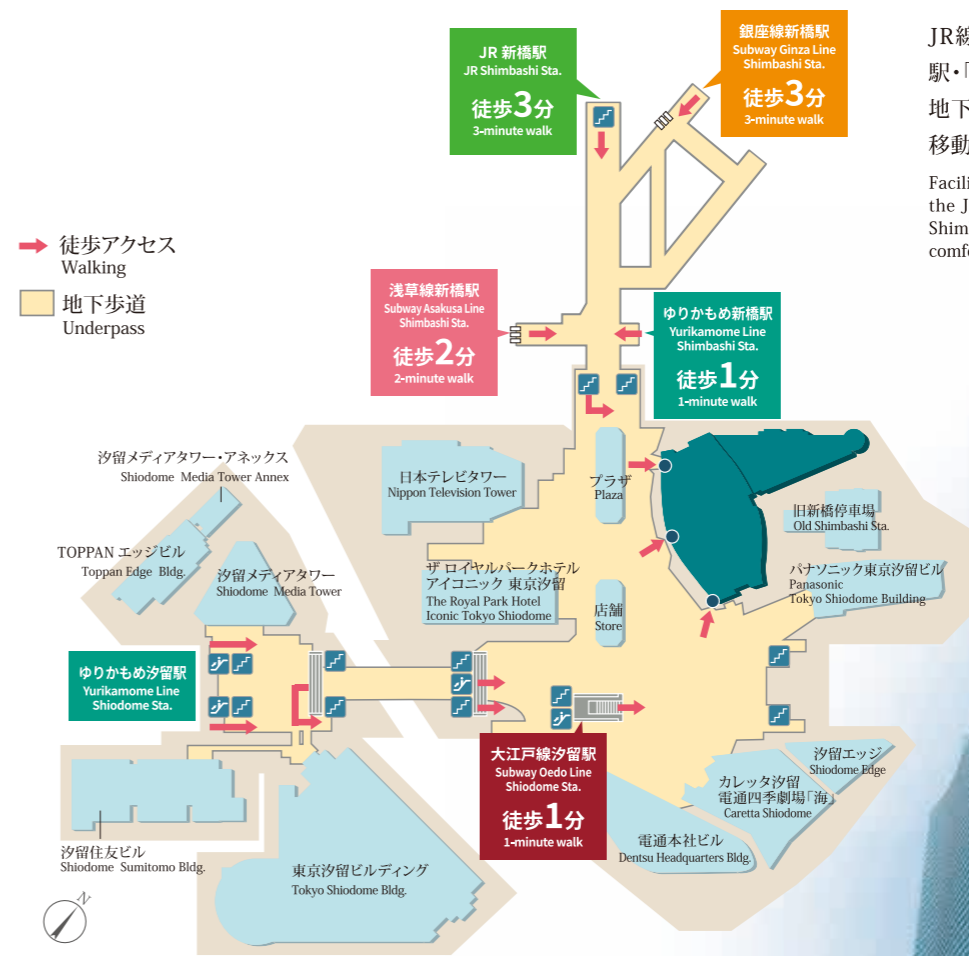 JR 新橋駅
JR Shimbashi Sta.
徒歩3分
3-minute walk
銀座線新橋駅
Subway Ginza Line
Shimbashi Sta.
徒歩3分
3-minute walk
JR線
駅・「
地下
移動
Facili
the J
Shim
comfo
徒歩アクセス
Walking
地下歩道
Underpass
浅草線新橋駅
Subway Asakusa Line
Shimbashi Sta.
徒歩2分
2-minute walk
ゆりかもめ新橋駅
Yurikamome Line
Shimbashi Sta.
徒歩1分
1-minute walk
汐留メディアタワー・アネックス
Shiodome Media Tower Annex
日本テレビタワー
Nippon Television Tower
プラザ
Plaza
旧新橋停車場
Old Shimbashi Sta.
TOPPAN エッジビル
Toppan Edge Bldg.
汐留メディアタワー
Shiodome Media Tower
ザ ロイヤルパークホテル
アイコニック 東京汐留
The Royal Park Hotel
Iconic Tokyo Shiodome
店舗
Store
パナソニック東京汐留ビル
Panasonic
Tokyo Shiodome Building
ゆりかもめ汐留駅
Yurikamome Line
Shiodome Sta.
大江戸線汐留駅
Subway Oedo Line
Shiodome Sta.
徒歩1分
1-minute walk
汐留エッジ
Shiodome Edge
カレッタ汐留
電通四季劇場「海」
Caretta Shiodome
電通本社ビル
Dentsu Headquarters Bldg.
汐留住友ビル
Shiodome Sumitomo Bldg.
東京汐留ビルディング
Tokyo Shiodome Bldg.
N